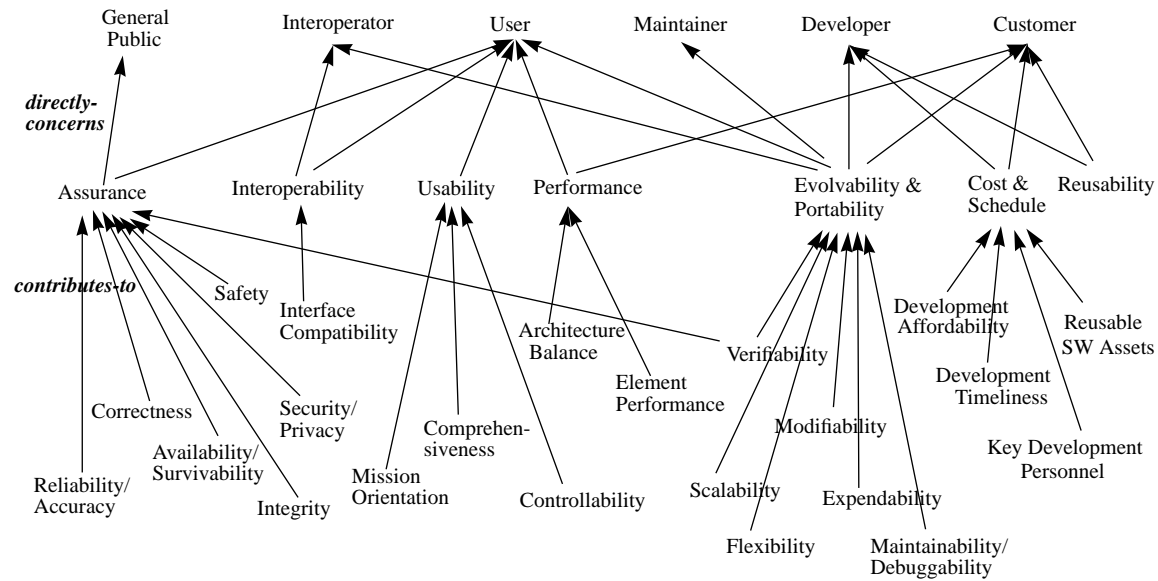 General
Public
Interoperator
User
Maintainer
Developer
Customer
directly-
concerns
Assurance
Interoperability
Usability
Performance
Evolvability &
Portability
Cost &
Schedule
Reusability
contributes-to
Safety
Interface
Compatibility
Architecture
Balance
Verifiability
Development
Affordability
Reusable
SW Assets
Correctness
Security/
Privacy
Element
Performance
Development
Timeliness
Availability/
Survivability
Comprehen-
siveness
Modifiability
Key Development
Personnel
Reliability/
Accuracy
Integrity
Mission
Orientation
Controllability
Scalability
Expendability
Flexibility
Maintainability/
Debuggability